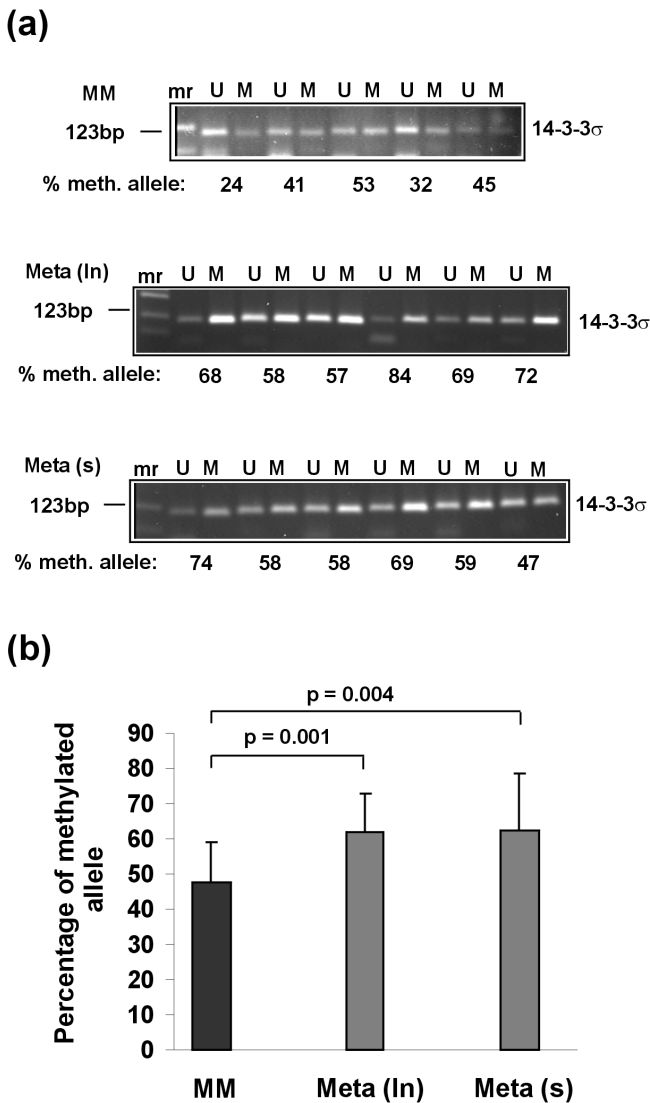 (a)
MM mr U M U M U M U M U M
123bp 14-3-3σ
% meth. allele: 24 41 53 32 45
Meta (ln) mr U M U M U M U M U M U M
123bp 14-3-3σ
% meth. allele: 68 58 57 84 69 72
Meta (s) mr U M U M U M U M U M U M
123bp 14-3-3σ
% meth. allele: 74 58 58 69 59 47
(b)
p = 0.004
p = 0.001
Percentage of methylated
allele
90
80
70
60
50
40
30
20
10
0
MM Meta (ln) Meta (s)